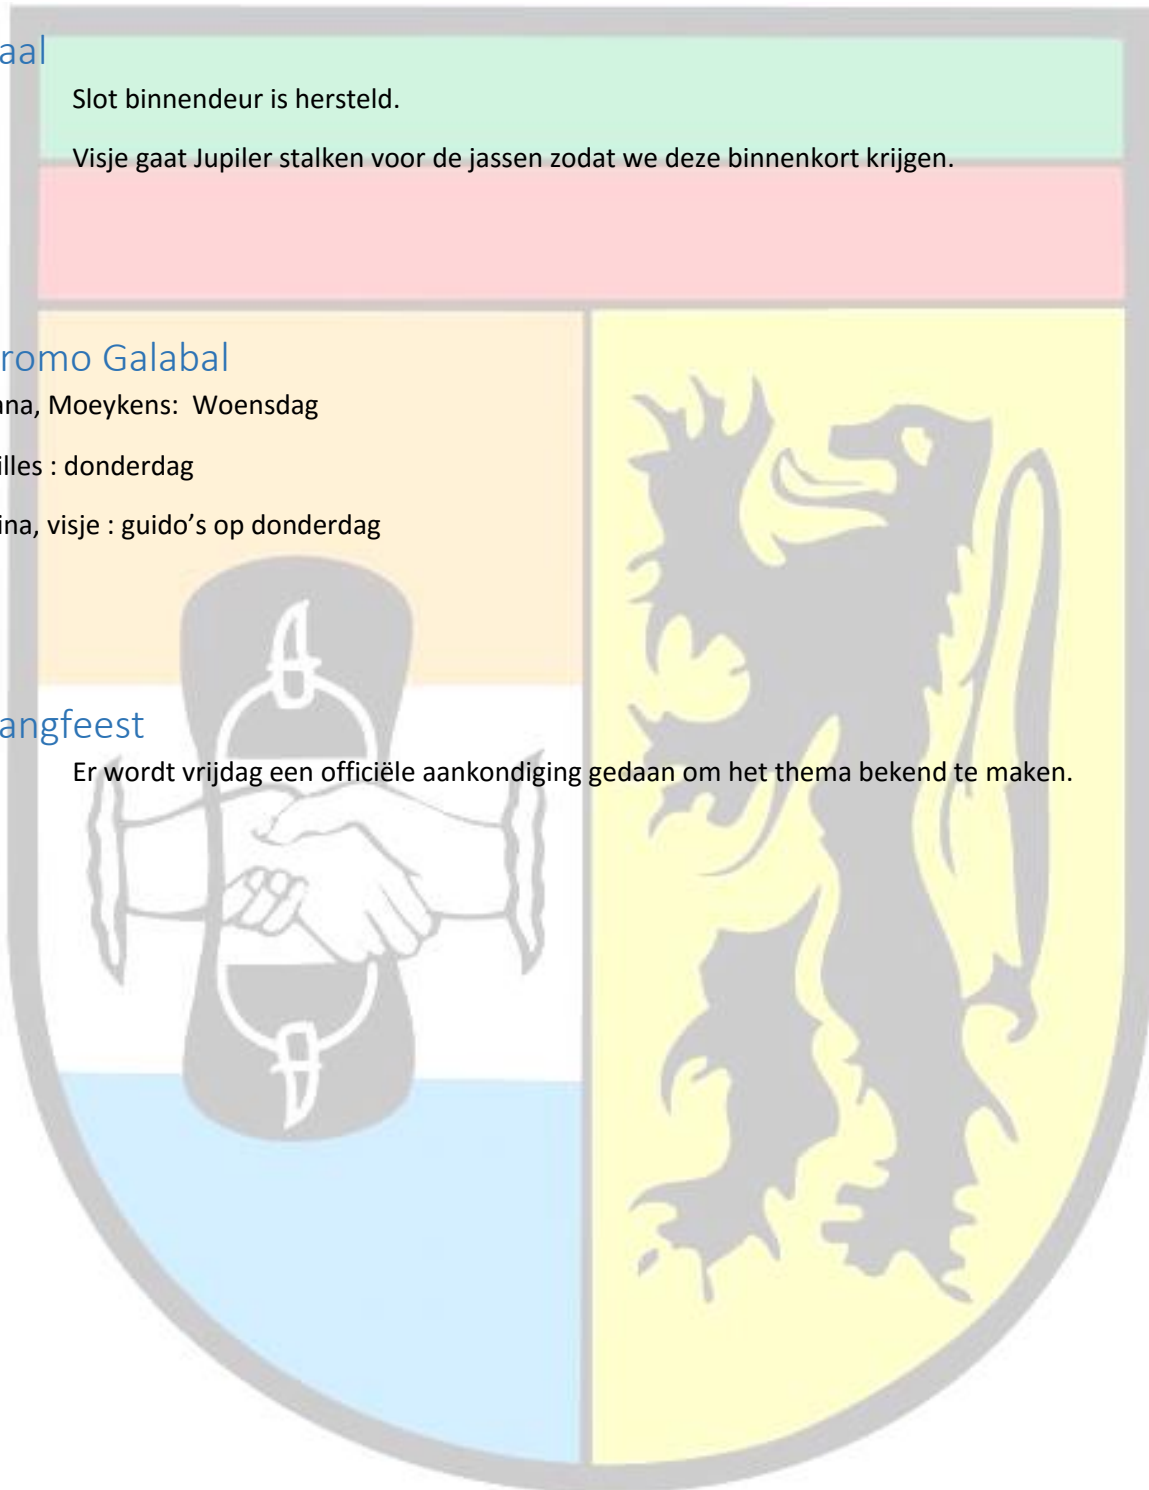 aal
Slot binnendeur is hersteld.
Visje gaat Jupiler stalken voor de jassen zodat we deze binnenkort krijgen.
romo Galabal
ana, Moeykens: Woensdag
illes : donderdag
ina, visje : guido’s op donderdag
angfeest
Er wordt vrijdag een officiële aankondiging gedaan om het thema bekend te maken.